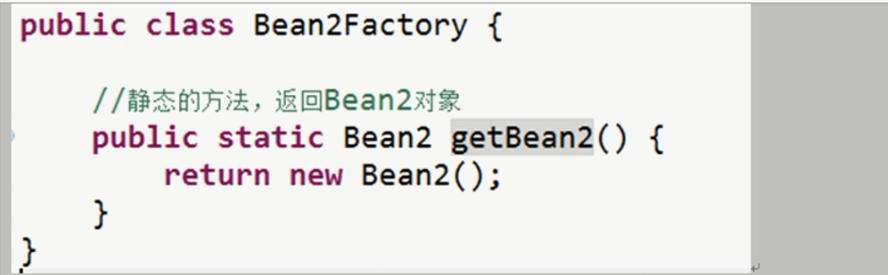 public class Bean2Factory {
//静态的方法，返回Bean2对象
public static Bean2 getBean2() {
return new Bean2();
}
}